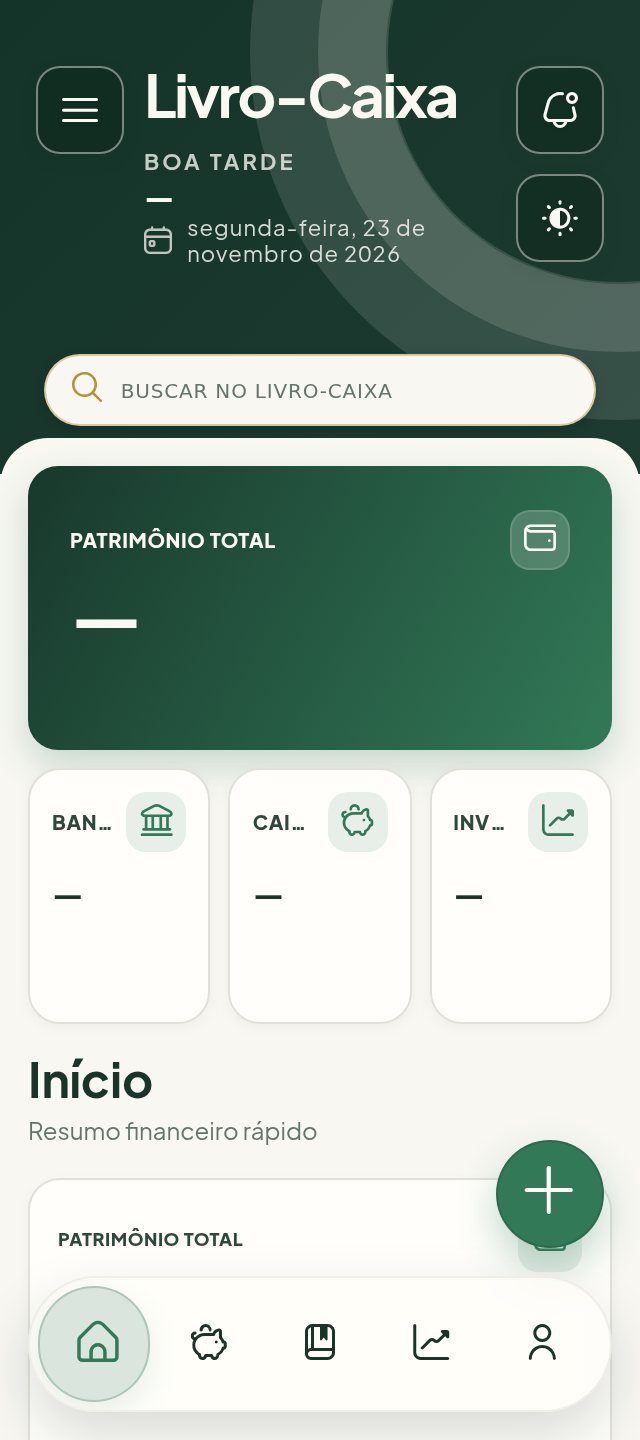 Livro-Caixa
BOA TARDE
—
segunda-feira, 23 de
novembro de 2026
BUSCAR NO LIVRO-CAIXA
PATRIMÔNIO TOTAL
—
BAN...
CAI...
INV...
—
—
—
Início
Resumo financeiro rápido
PATRIMÔNIO TOTAL